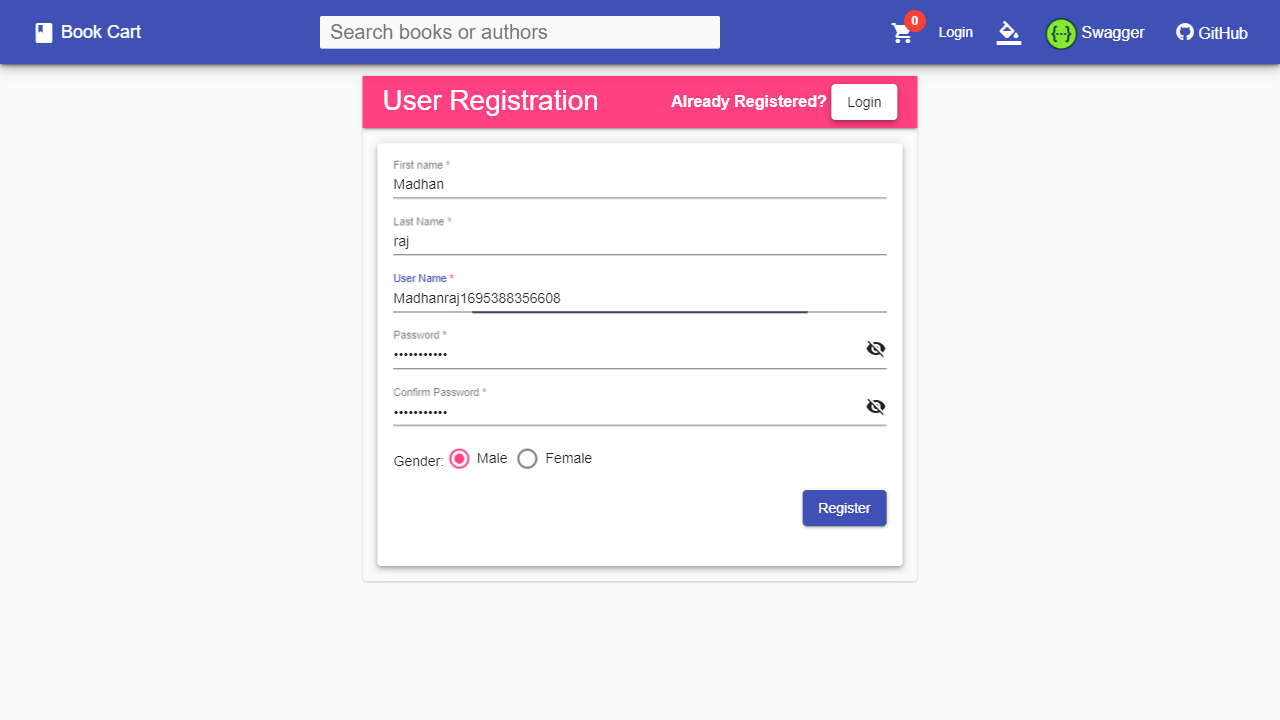 Book Cart
Search books or authors
0
Login
{··}
Swagger
GitHub
User Registration
Already Registered?
Login
First name *
Madhan
Last Name *
raj
User Name *
Madhanraj1695388356608
Password *
•••••••••••
Confirm Password *
•••••••••••
Gender: Male Female
Register